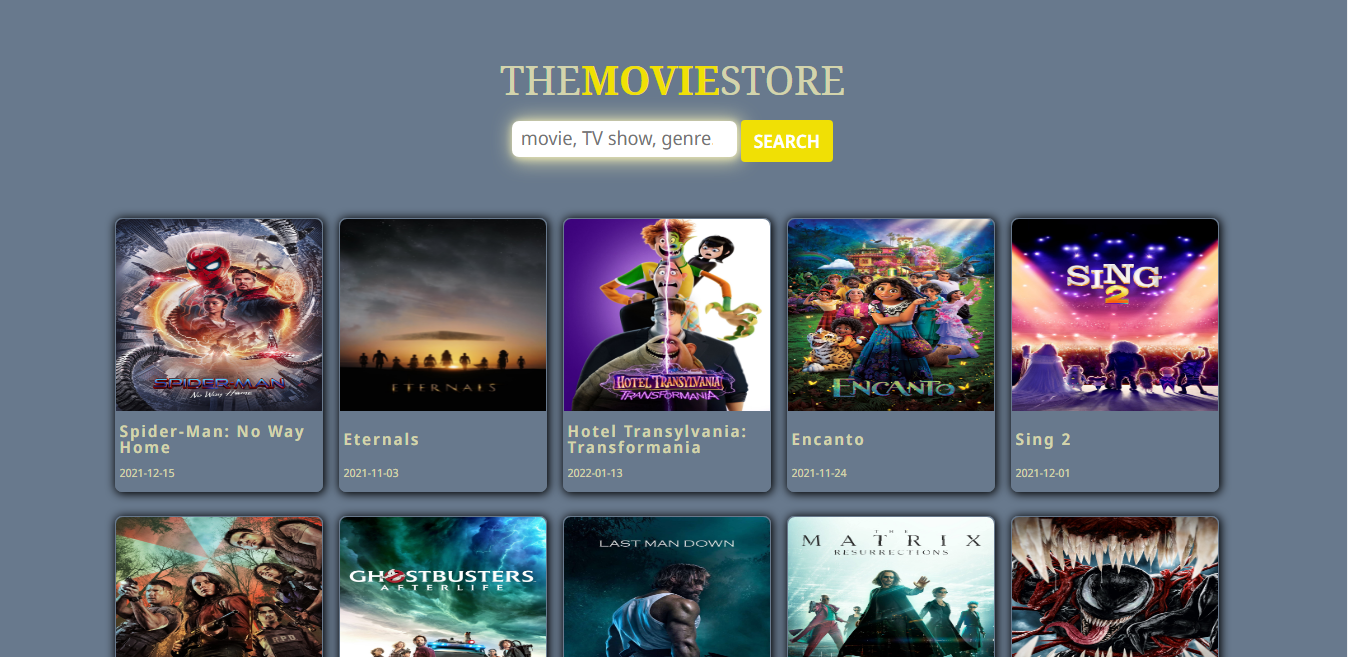 THEMOVIESTORE
movie, TV show, genre
SEARCH
SPIDER-MAN
No Way Home
ETERNALS
HOTEL TRANSYLVANIA
TRANSFORMANIA
ENCANTO
SING
2
Spider-Man: No Way
Home
2021-12-15
Eternals
2021-11-03
Hotel Transylvania:
Transformania
2022-01-13
Encanto
2021-11-24
Sing 2
2021-12-01
R.P.D.
GHOSTBUSTERS
AFTERLIFE
LAST MAN DOWN
THE
MATRIX
RESURRECTIONS